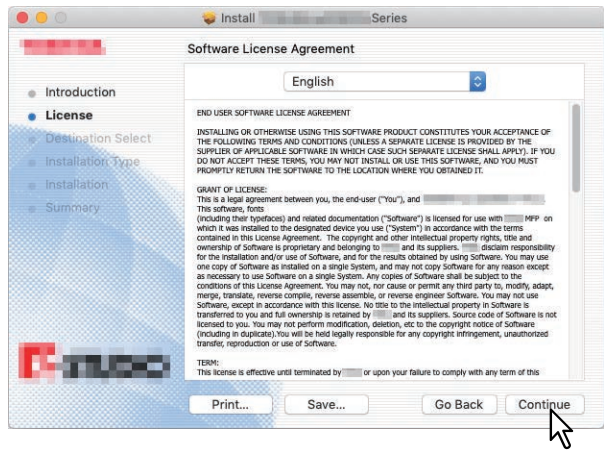 Install Series
Software License Agreement
English
Introduction
License
Destination Select
Installation Type
Installation
Summary
END USER SOFTWARE LICENSE AGREEMENT
INSTALLING OR OTHERWISE USING THIS SOFTWARE PRODUCT CONSTITUTES YOUR ACCEPTANCE OF
THE FOLLOWING TERMS AND CONDITIONS (UNLESS A SEPARATE LICENSE IS PROVIDED BY THE
SUPPLIER OF APPLICABLE SOFTWARE IN WHICH CASE SUCH SEPARATE LICENSE SHALL APPLY). IF YOU
DO NOT ACCEPT THESE TERMS, YOU MAY NOT INSTALL OR USE THIS SOFTWARE, AND YOU MUST
PROMPTLY RETURN THE SOFTWARE TO THE LOCATION WHERE YOU OBTAINED IT.
GRANT OF LICENSE:
This is a legal agreement between you, the end-user ("You"), and
This software, fonts
(including their typefaces) and related documentation ("Software") is licensed for use with MFP on
which it was installed to the designated device you use ("System") in accordance with the terms
contained in this License Agreement. The copyright and other intellectual property rights, title and
ownership of Software is proprietary and belonging to and its suppliers. disclaim responsibility
for the installation and/or use of Software, and for the results obtained by using Software. You may use
one copy of Software as installed on a single System, and may not copy Software for any reason except
as necessary to use Software on a single System. Any copies of Software shall be subject to the
conditions of this License Agreement. You may not, nor cause or permit any third party to, modify, adapt,
merge, translate, reverse compile, reverse assemble, or reverse engineer Software. You may not use
Software, except in accordance with this license. No title to the intellectual property in Software is
transferred to you and full ownership is retained by and its suppliers. Source code of Software is not
licensed to you. You may not perform modification, deletion, etc to the copyright notice of Software
(including in duplicate).You will be held legally responsible for any copyright infringement, unauthorized
transfer, reproduction or use of Software.
TERM:
This license is effective until terminated by or upon your failure to comply with any term of this
Print... Save... Go Back Continue